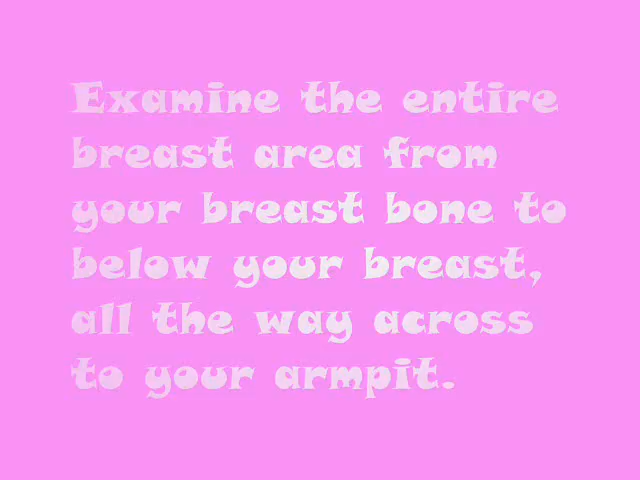 Examine the entire
breast area from
your breast bone to
below your breast,
all the way across
to your armpit.